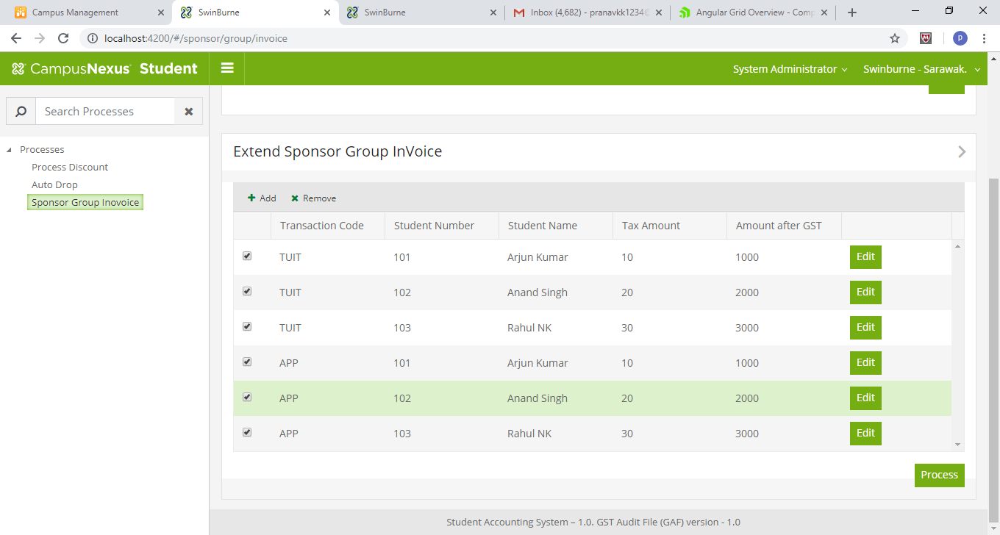 Campus Management
SwinBurne
SwinBurne
Inbox (4,682) - pranavkk1234
Angular Grid Overview - Comp
localhost:4200/#/sponsor/group/invoice
p
CampusNexus Student
System Administrator
Swinburne - Sarawak.
Search Processes
Processes
Process Discount
Auto Drop
Sponsor Group Inovoice
Extend Sponsor Group InVoice
Add Remove
Transaction Code Student Number Student Name Tax Amount Amount after GST
TUIT 101 Arjun Kumar 10 1000 Edit
TUIT 102 Anand Singh 20 2000 Edit
TUIT 103 Rahul NK 30 3000 Edit
APP 101 Arjun Kumar 10 1000 Edit
APP 102 Anand Singh 20 2000 Edit
APP 103 Rahul NK 30 3000 Edit
Process
Student Accounting System – 1.0. GST Audit File (GAF) version - 1.0